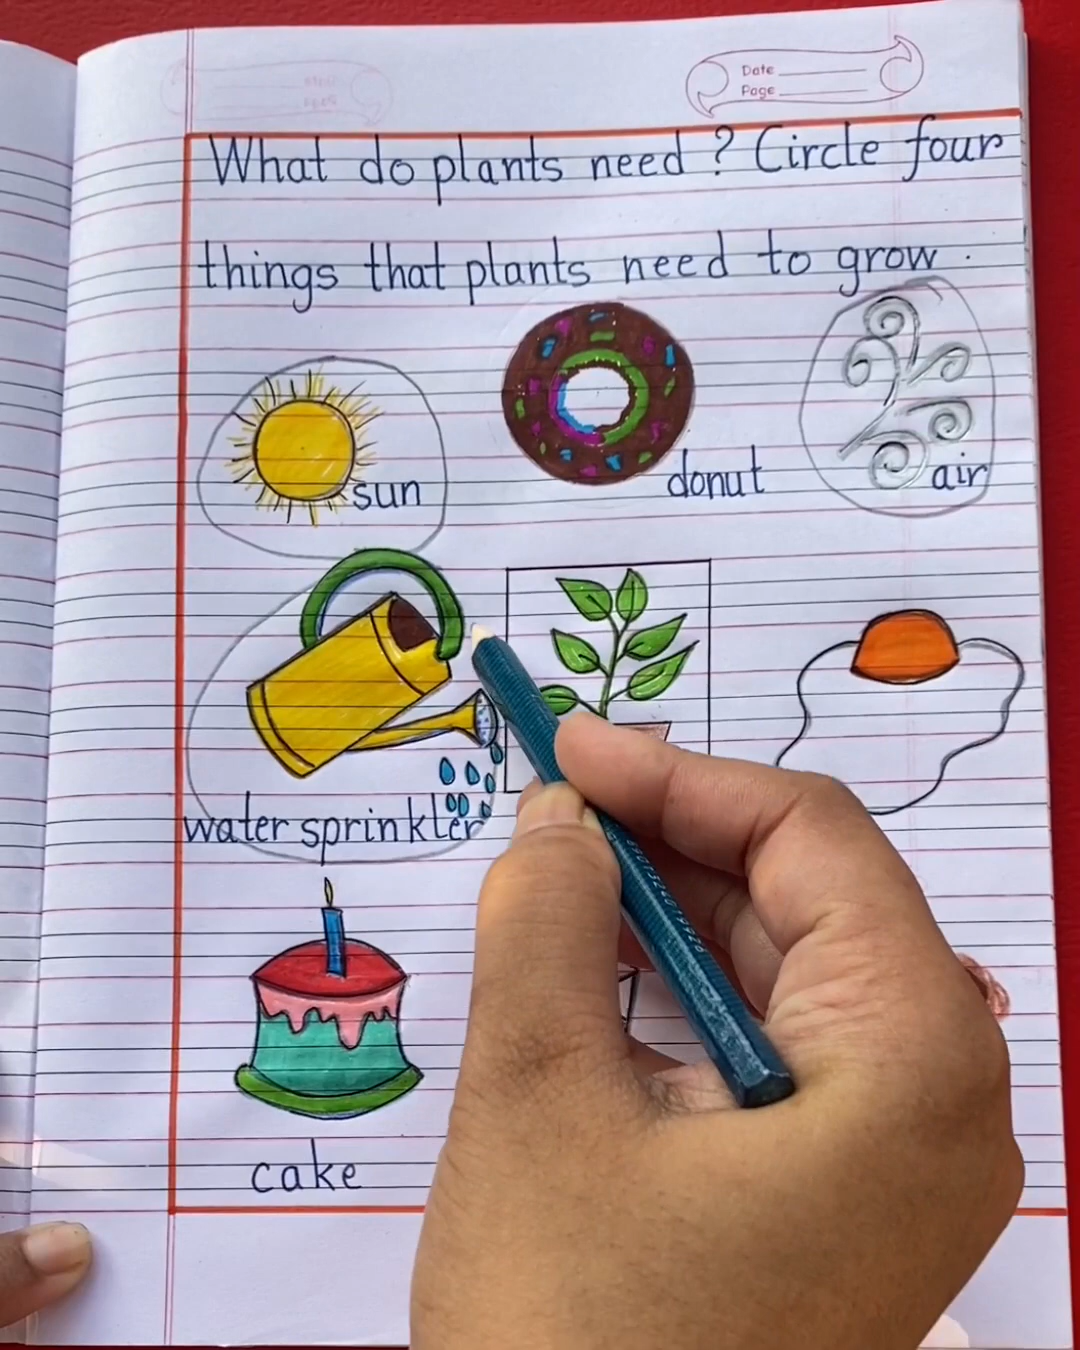 Date
Page
What do plants need ? Circle four
things that plants need to grow .
sun
donut
air
water sprinkler
cake